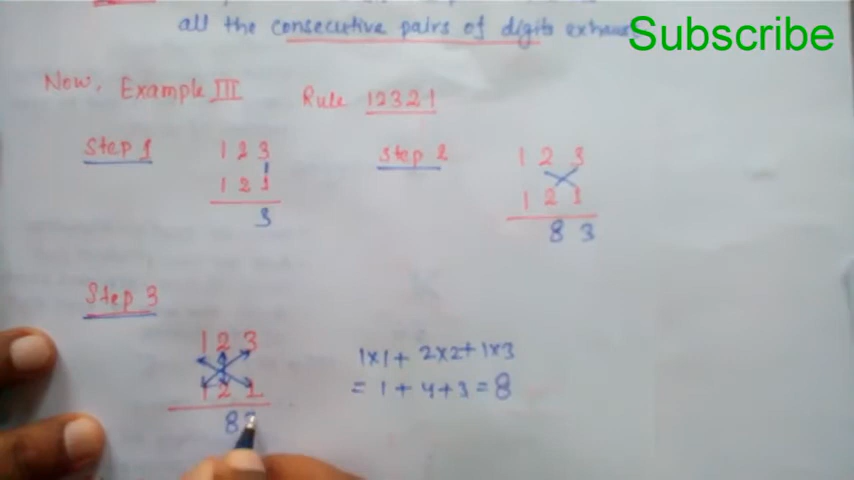 all the consecutive pairs of digits
Subscribe
Now, Example III Rule 12321
Step 1
1 2 3
1 2 1
3
Step 2
1 2 3
1 2 1
8 3
Step 3
1 2 3
1 2 1
8
1×1+ 2×2+1×3
= 1 + 4+3 = 8